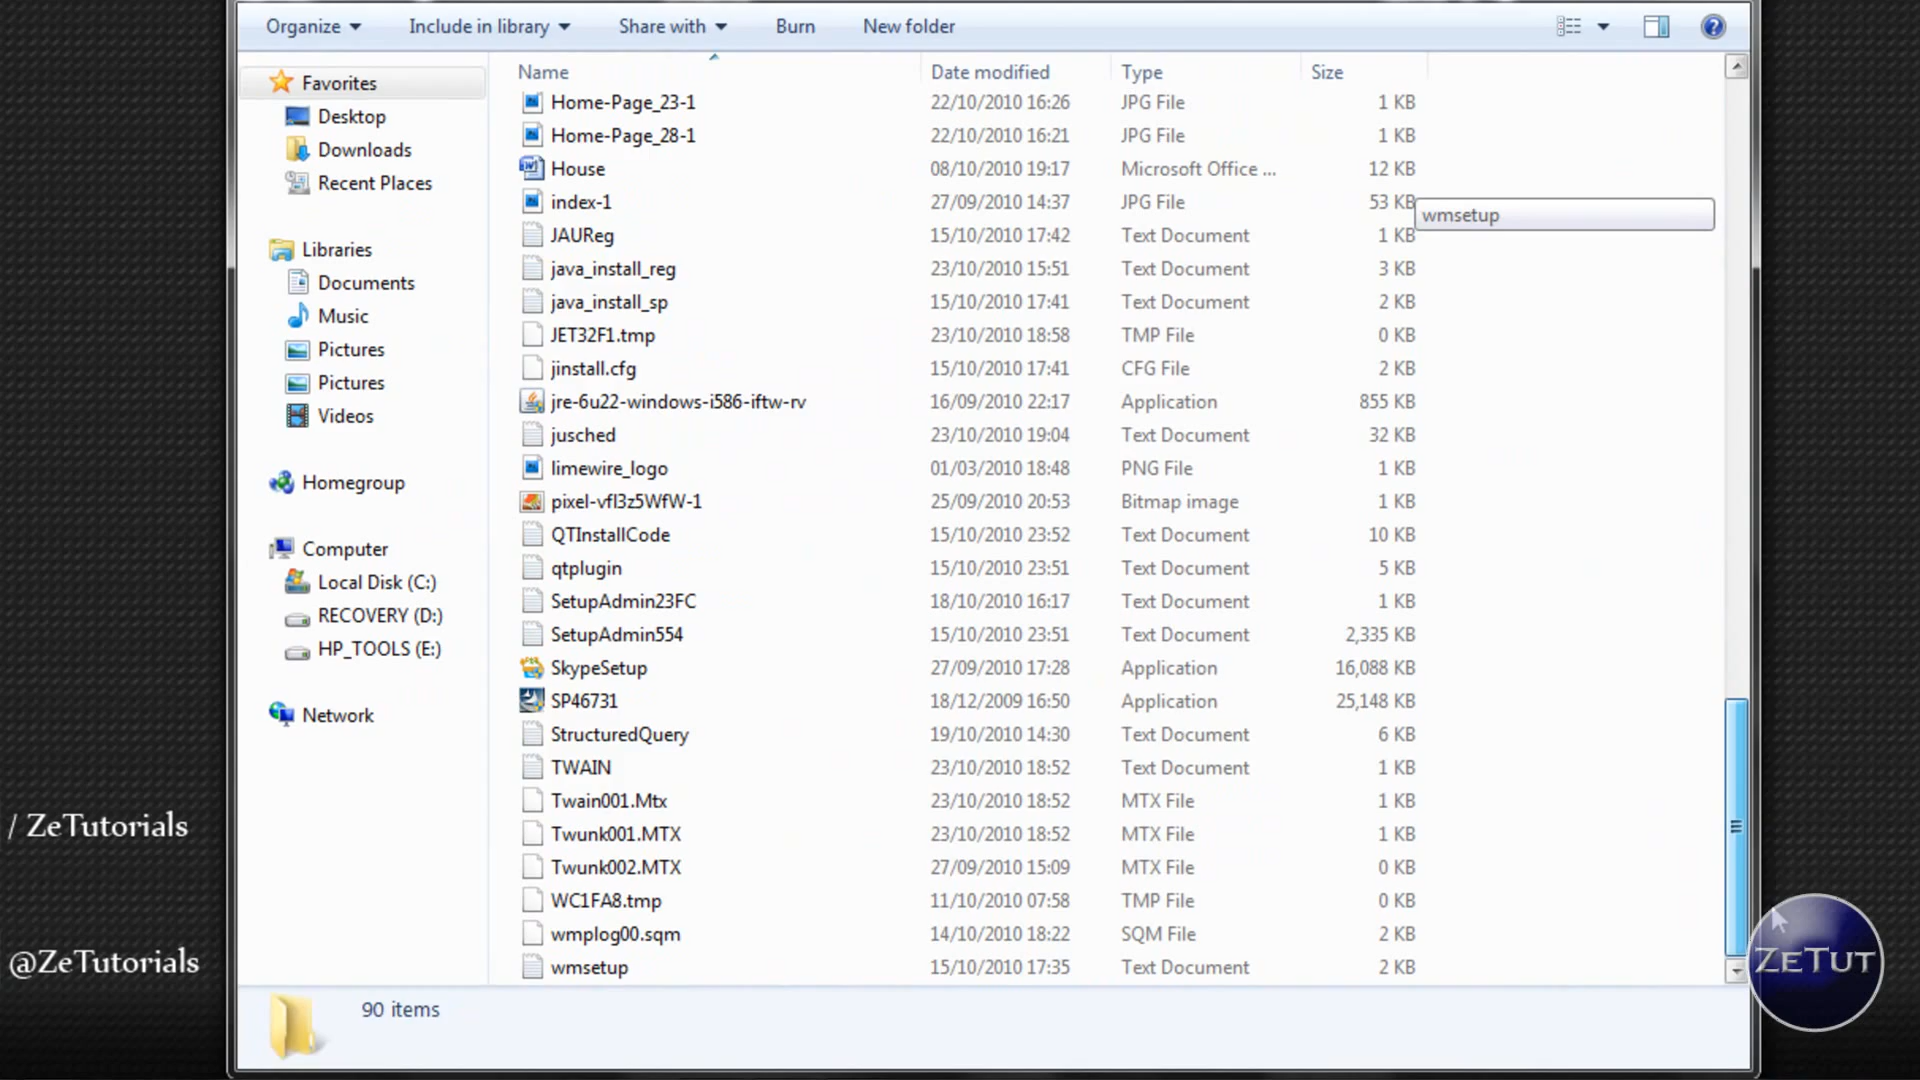 Organize Include in library Share with Burn New folder
Name Date modified Type Size
Favorites
Desktop
Downloads
Recent Places
Libraries
Documents
Music
Pictures
Pictures
Videos
Homegroup
Computer
Local Disk (C:)
RECOVERY (D:)
HP_TOOLS (E:)
Network
Home-Page_23-1 22/10/2010 16:26 JPG File 1 KB
Home-Page_28-1 22/10/2010 16:21 JPG File 1 KB
House 08/10/2010 19:17 Microsoft Office ... 12 KB
index-1 27/09/2010 14:37 JPG File 53 KB
wmsetup
JAUReg 15/10/2010 17:42 Text Document 1 KB
java_install_reg 23/10/2010 15:51 Text Document 3 KB
java_install_sp 15/10/2010 17:41 Text Document 2 KB
JET32F1.tmp 23/10/2010 18:58 TMP File 0 KB
jinstall.cfg 15/10/2010 17:41 CFG File 2 KB
jre-6u22-windows-i586-iftw-rv 16/09/2010 22:17 Application 855 KB
jusched 23/10/2010 19:04 Text Document 32 KB
limewire_logo 01/03/2010 18:48 PNG File 1 KB
pixel-vfl3z5WfW-1 25/09/2010 20:53 Bitmap image 1 KB
QTInstallCode 15/10/2010 23:52 Text Document 10 KB
qtplugin 15/10/2010 23:51 Text Document 5 KB
SetupAdmin23FC 18/10/2010 16:17 Text Document 1 KB
SetupAdmin554 15/10/2010 23:51 Text Document 2,335 KB
SkypeSetup 27/09/2010 17:28 Application 16,088 KB
SP46731 18/12/2009 16:50 Application 25,148 KB
StructuredQuery 19/10/2010 14:30 Text Document 6 KB
TWAIN 23/10/2010 18:52 Text Document 1 KB
Twain001.Mtx 23/10/2010 18:52 MTX File 1 KB
Twunk001.MTX 23/10/2010 18:52 MTX File 1 KB
Twunk002.MTX 27/09/2010 15:09 MTX File 0 KB
WC1FA8.tmp 11/10/2010 07:58 TMP File 0 KB
wmplog00.sqm 14/10/2010 18:22 SQM File 2 KB
wmsetup 15/10/2010 17:35 Text Document 2 KB
90 items
/ ZeTutorials
@ZeTutorials
ZeTut